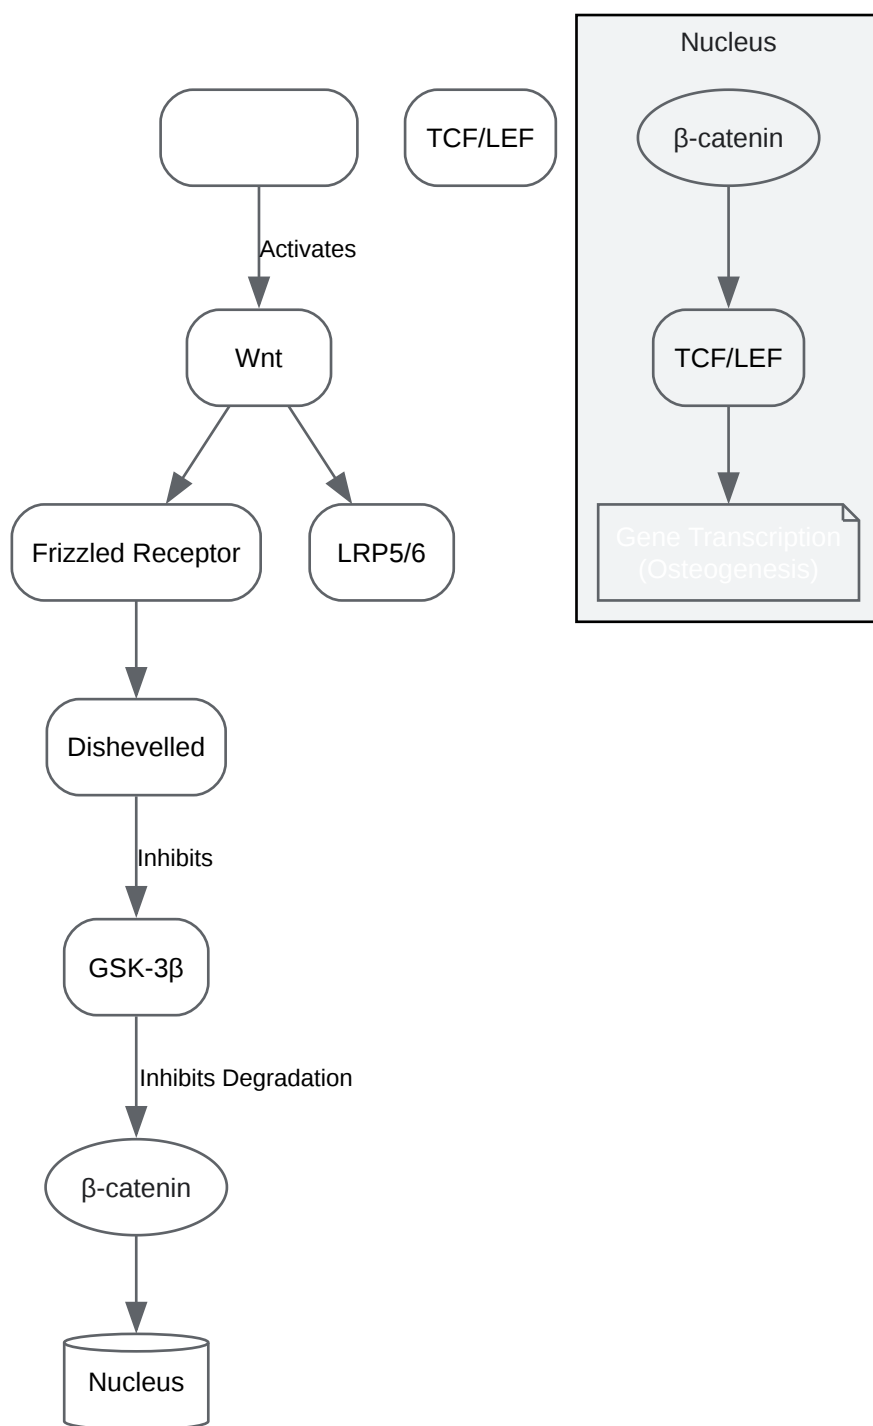 Nucleus
TCF/LEF
β-catenin
Activates
Wnt
TCF/LEF
Frizzled Receptor
LRP5/6
Gene Transcription
(Osteogenesis)
Dishevelled
Inhibits
GSK-3β
Inhibits Degradation
β-catenin
Nucleus